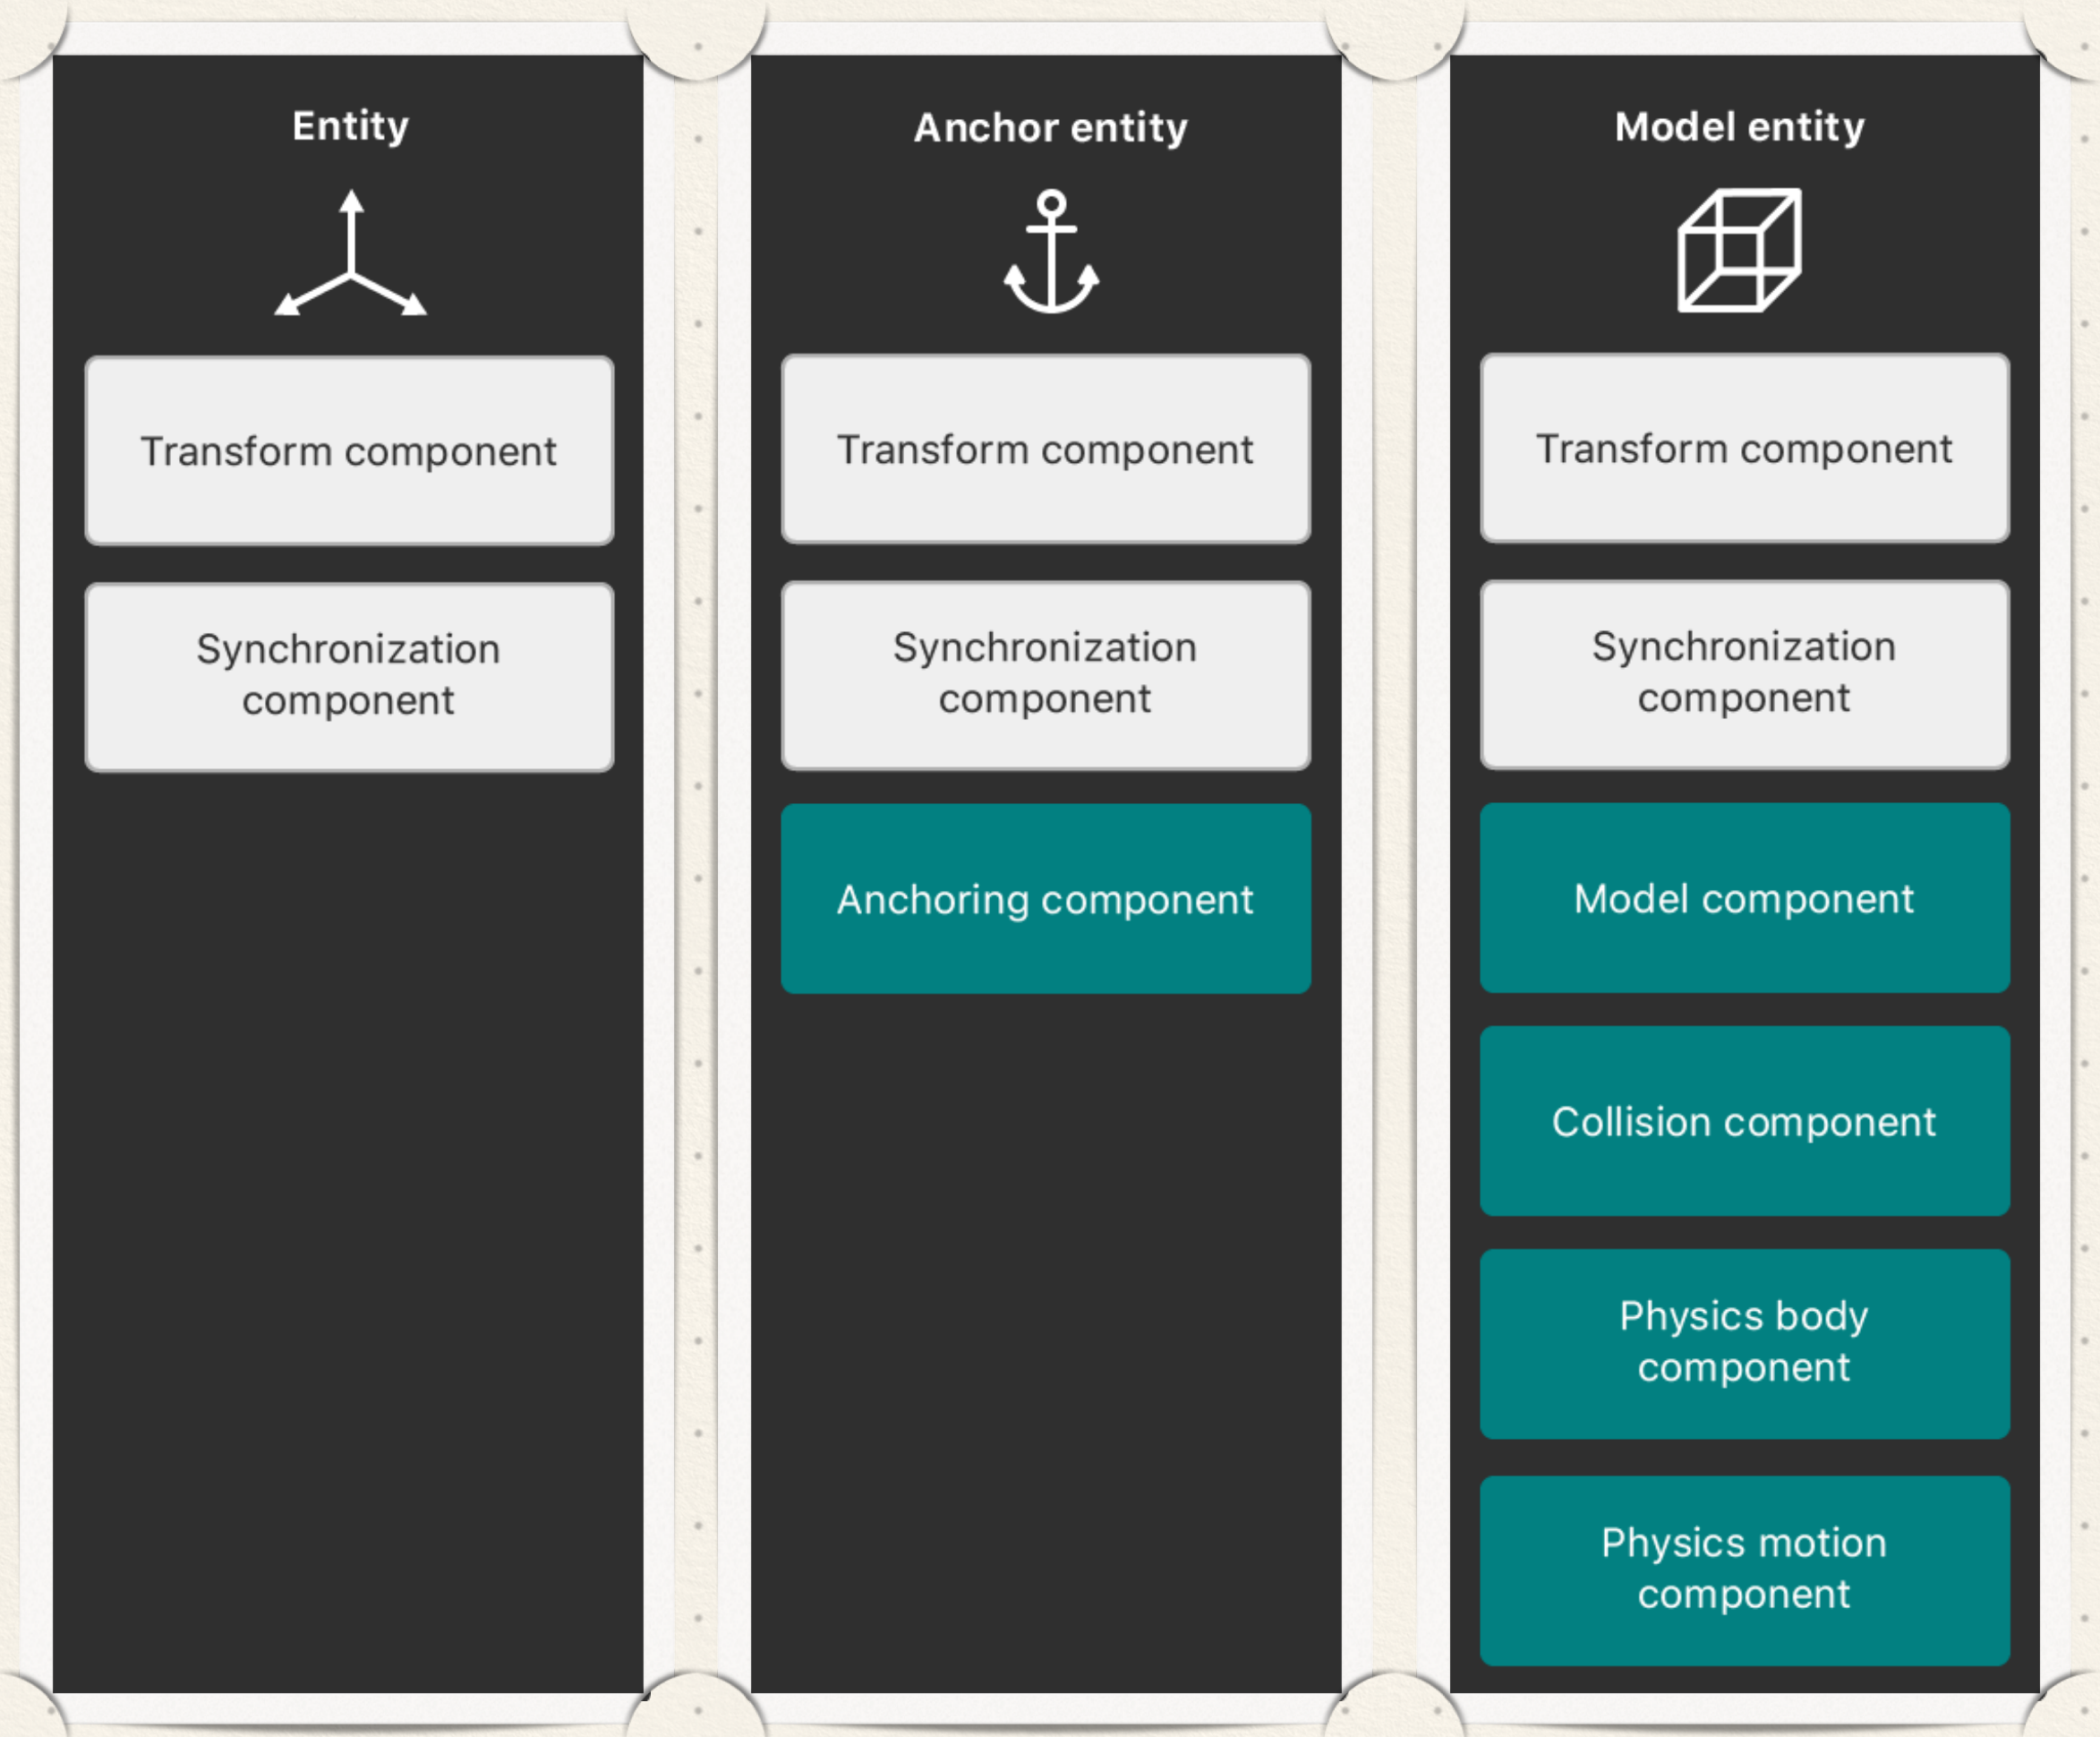 Entity
Transform component
Synchronization
component
Anchor entity
Transform component
Synchronization
component
Anchoring component
Model entity
Transform component
Synchronization
component
Model component
Collision component
Physics body
component
Physics motion
component